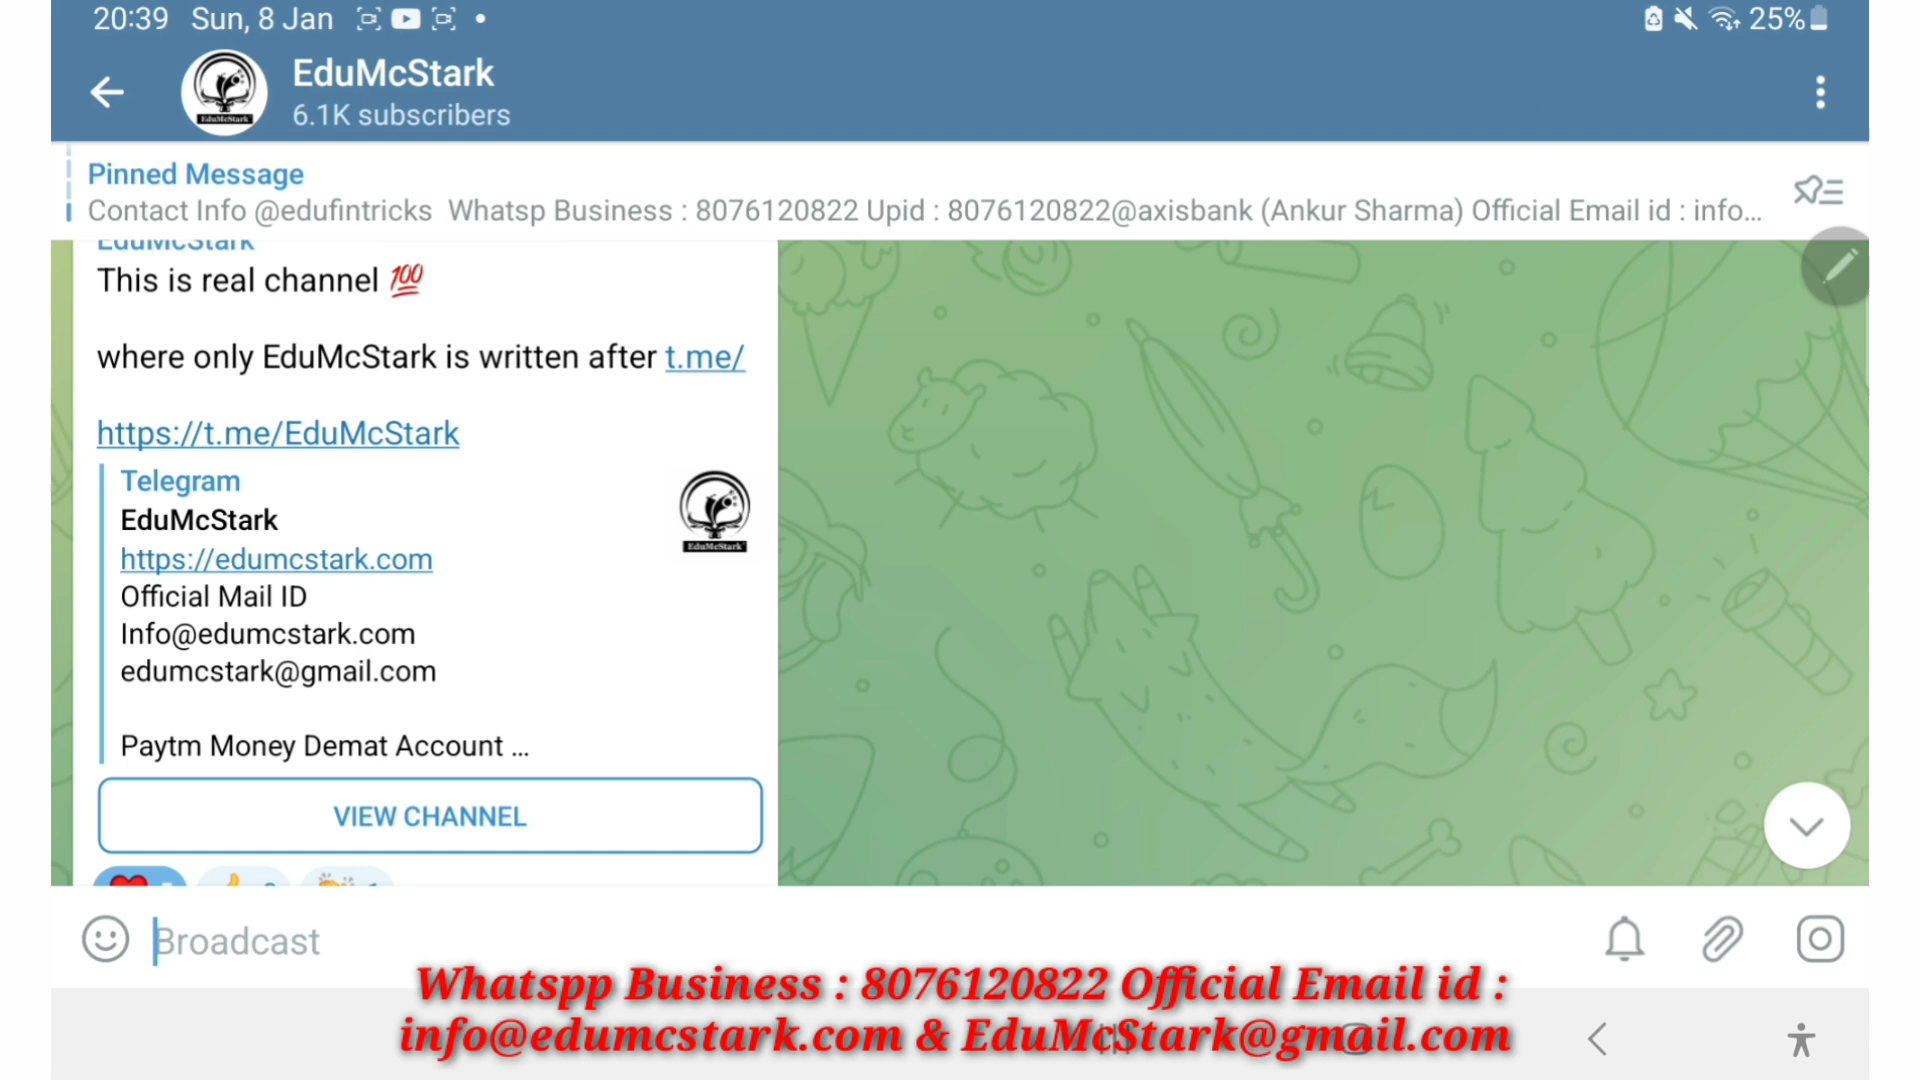 20:39 Sun, 8 Jan
25%
EduMcStark
6.1K subscribers
Pinned Message
Contact Info @edufintricks Whatsp Business : 8076120822 Upid : 8076120822@axisbank (Ankur Sharma) Official Email id : info...
EduMcStark
This is real channel 💯
where only EduMcStark is written after t.me/
https://t.me/EduMcStark
Telegram
EduMcStark
https://edumcstark.com
EduMcStark
Official Mail ID
Info@edumcstark.com
edumcstark@gmail.com
Paytm Money Demat Account ...
VIEW CHANNEL
Broadcast
Whatspp Business : 8076120822 Official Email id :
info@edumcstark.com & EduMcStark@gmail.com